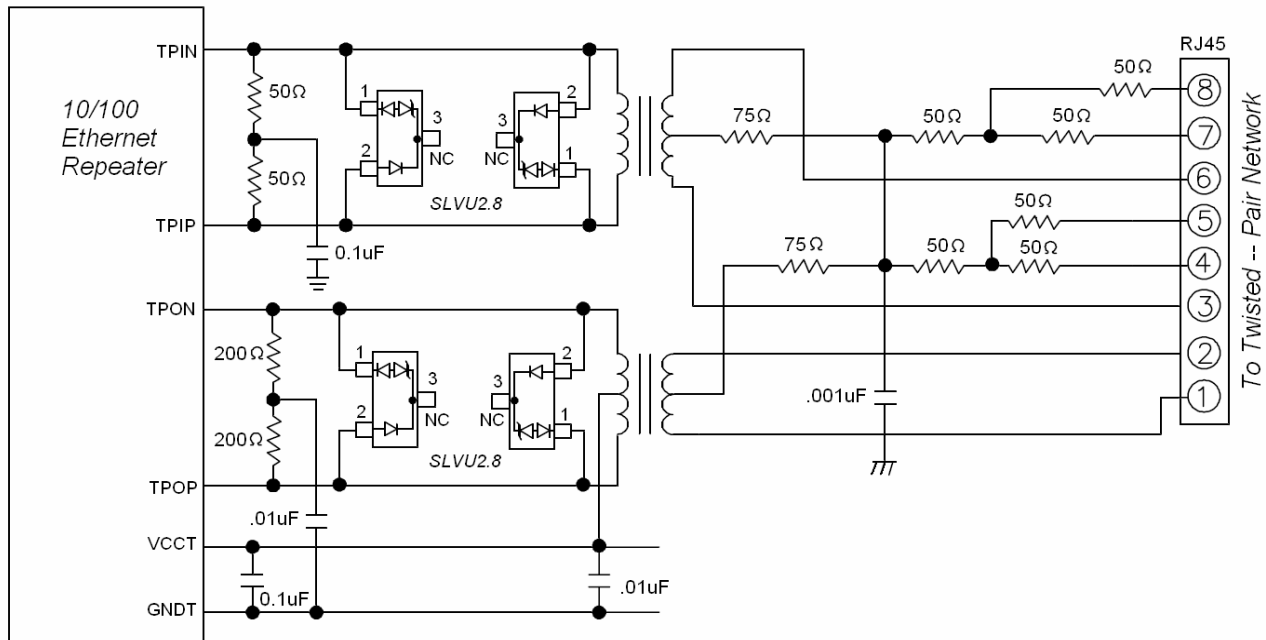 10/100
Ethernet
Repeater
TPIN
50Ω
50Ω
TPIP
0.1uF
1
2
3
NC
2
3
NC
1
SLVU2.8
TPON
200Ω
200Ω
TPOP
.01uF
VCCT
0.1uF
GNDT
1
2
3
NC
2
3
NC
1
SLVU2.8
.01uF
75Ω
50Ω
50Ω
50Ω
75Ω
50Ω
50Ω
50Ω
.001uF
RJ45
8
7
6
5
4
3
2
1
To Twisted -- Pair Network